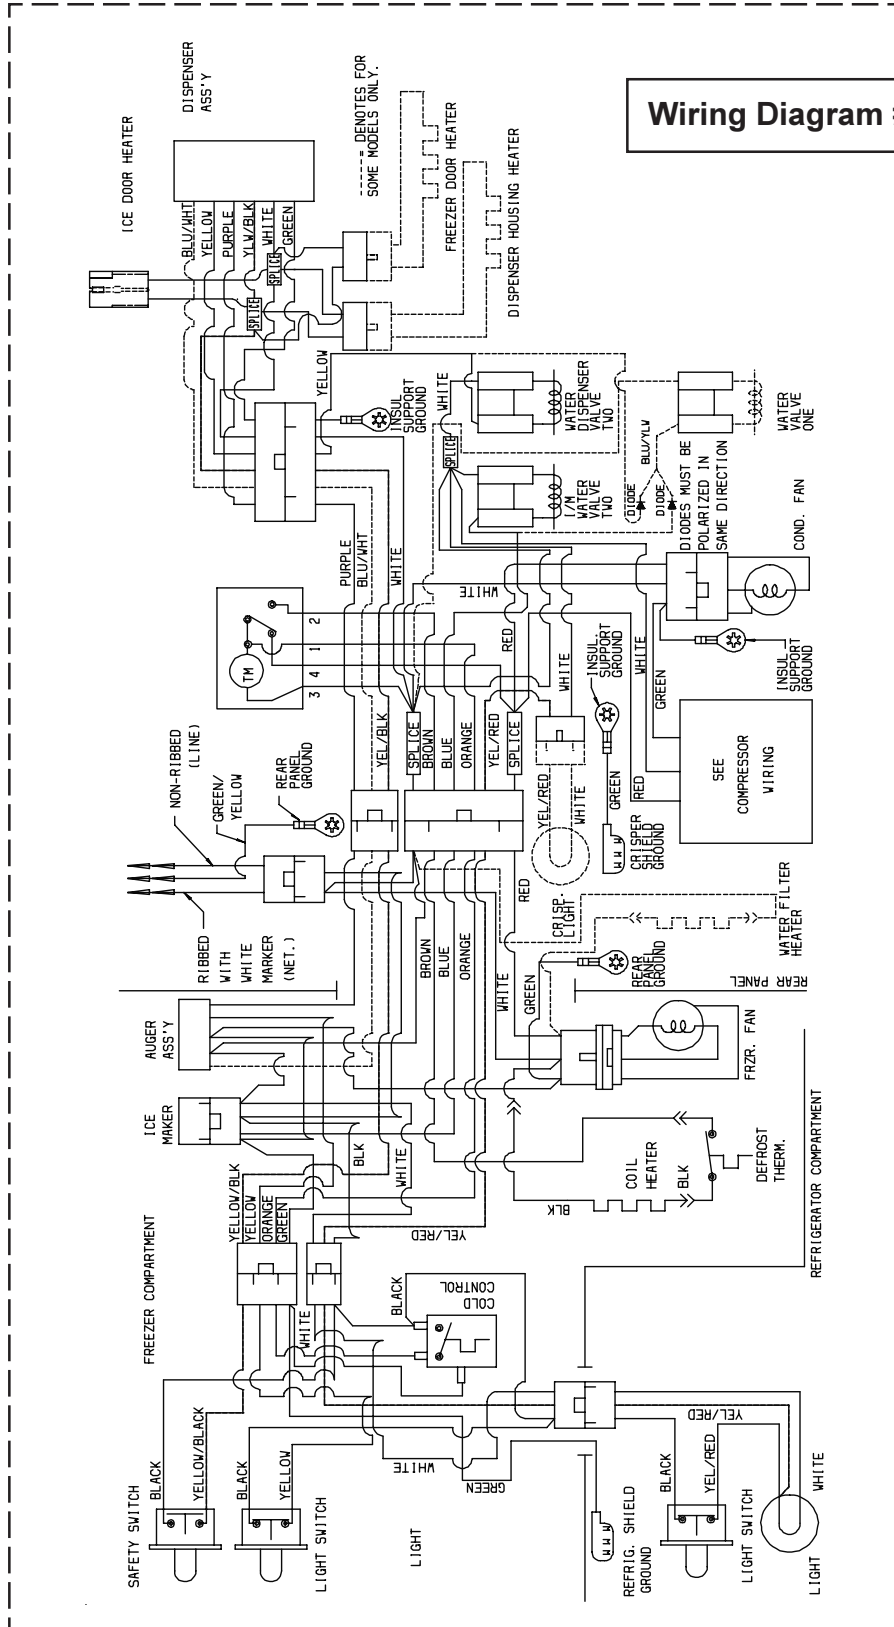 Wiring Diagram
DISPENSER
ASS'Y
ICE DOOR HEATER
---- = DENOTES FOR
SOME MODELS ONLY.
FREEZER DOOR HEATER
DISPENSER HOUSING HEATER
BLU/WHT
YELLOW
PURPLE
YLW/BLK
WHITE
GREEN
SPLICE
SPLICE
YELLOW
INSUL
SUPPORT
GROUND
WHITE
SPLICE
WATER
DISPENSER
VALVE
TWO
I/M
WATER
VALVE
TWO
WATER
VALVE
ONE
BLU/YLW
DIODE
DIODE
DIODES MUST BE
POLARIZED IN
SAME DIRECTION
COND. FAN
PURPLE
BLU/WHT
WHITE
WHITE
TM
2
1
4
3
RED
WHITE
INSUL.
SUPPORT
GROUND
WHITE
GREEN
INSUL
SUPPORT
GROUND
NON-RIBBED
(LINE)
GREEN/
YELLOW
REAR
PANEL
GROUND
YEL/BLK
SPLICE
BROWN
BLUE
ORANGE
YEL/RED
SPLICE
YEL/RED
WHITE
GREEN
RED
SEE
COMPRESSOR
WIRING
CRISPER
SHIELD
GROUND
CRISP.
LIGHT
RED
RIBBED
WITH
WHITE
MARKER
(NET.)
BROWN
BLUE
ORANGE
WHITE
GREEN
REAR
PANEL
GROUND
WATER FILTER
HEATER
REAR PANEL
AUGER
ASS'Y
ICE
MAKER
FRZR. FAN
BLK
WHITE
BLK
COIL
HEATER
BLK
DEFROST
THERM.
FREEZER COMPARTMENT
YELLOW/BLK
YELLOW
ORANGE
GREEN
YEL/RED
REFRIGERATOR COMPARTMENT
WHITE
BLACK
COLD
CONTROL
SAFETY SWITCH
BLACK
YELLOW/BLACK
BLACK
YELLOW
LIGHT SWITCH
LIGHT
WHITE
GREEN
REFRIG. SHIELD
GROUND
BLACK
YEL/RED
YEL/RED
WHITE
LIGHT SWITCH
LIGHT